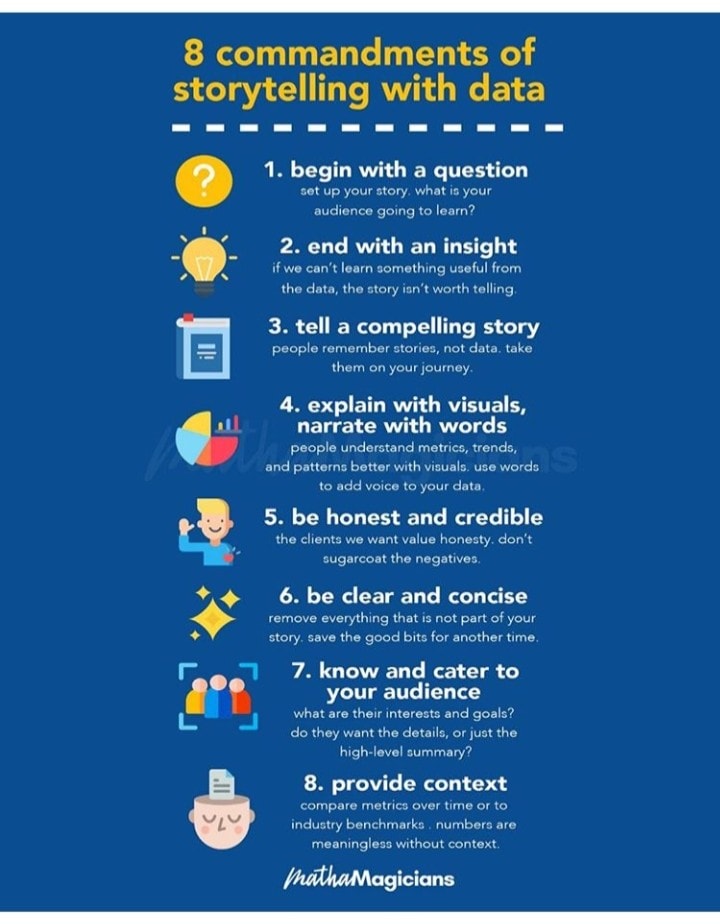 8 commandments of
storytelling with data
?
1. begin with a question
set up your story. what is your
audience going to learn?
2. end with an insight
if we can't learn something useful from
the data, the story isn't worth telling.
3. tell a compelling story
people remember stories, not data. take
them on your journey.
4. explain with visuals,
narrate with words
people understand metrics, trends,
and patterns better with visuals. use words
to add voice to your data.
mathaMagicians
5. be honest and credible
the clients we want value honesty. don't
sugarcoat the negatives.
6. be clear and concise
remove everything that is not part of your
story. save the good bits for another time.
7. know and cater to
your audience
what are their interests and goals?
do they want the details, or just the
high-level summary?
8. provide context
compare metrics over time or to
industry benchmarks . numbers are
meaningless without context.
mathaMagicians